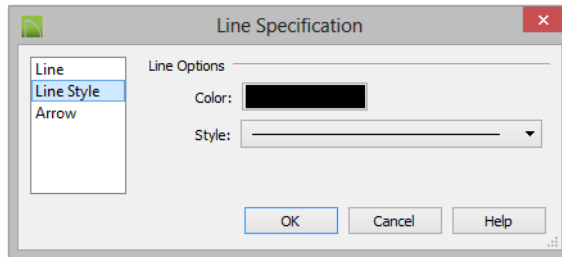 Line Specification
Line
Line Style
Arrow
Line Options
Color:
Style:
OK
Cancel
Help